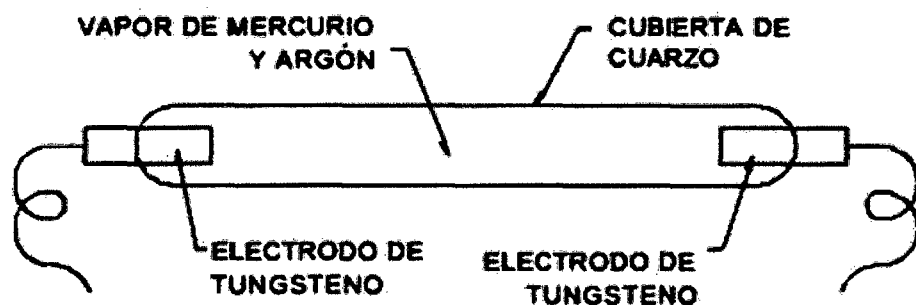 VAPOR DE MERCURIO
Y ARGÓN
CUBIERTA DE
CUARZO
ELECTRODO DE
TUNGSTENO
ELECTRODO DE
TUNGSTENO